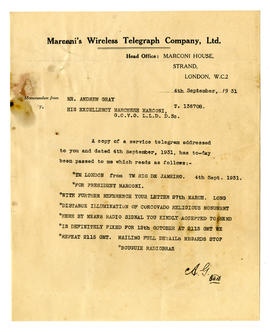 Marconi's Wireless Telegraph Company, Ltd.
Head Office: MARCONI HOUSE,
STRAND,
LONDON, W.C.2
4th September, 1931
Memorandum from
MR. ANDREW GRAY
y. HIS EXCELLENCY MARCHESE MARCONI, T. 136708.
G.C.V.O. L.L.D. D.Sc.
A copy of a service telegram addressed
to you and dated 4th September, 1931, has to-day
been passed to me which reads as follows:-
"TM LONDON from TM RIO DE JANEIRO. 4th Sept. 1931.
"FOR PRESIDENT MARCONI.
"WITH FURTHER REFERENCE YOUR LETTER 27th MARCH. LONG
"DISTANCE ILLUMINATION OF CORCOVADO RELIGIOUS MONUMENT
"HERE BY MEANS RADIO SIGNAL YOU KINDLY ACCEPTED TO SEND
"IS DEFINITELY FIXED FOR 12th OCTOBER AT 2115 GMT WE
"REPEAT 2115 GMT. MAILING FULL DETAILS REGARDS STOP
"BOUQUIE RADIOBRAS
A.G.